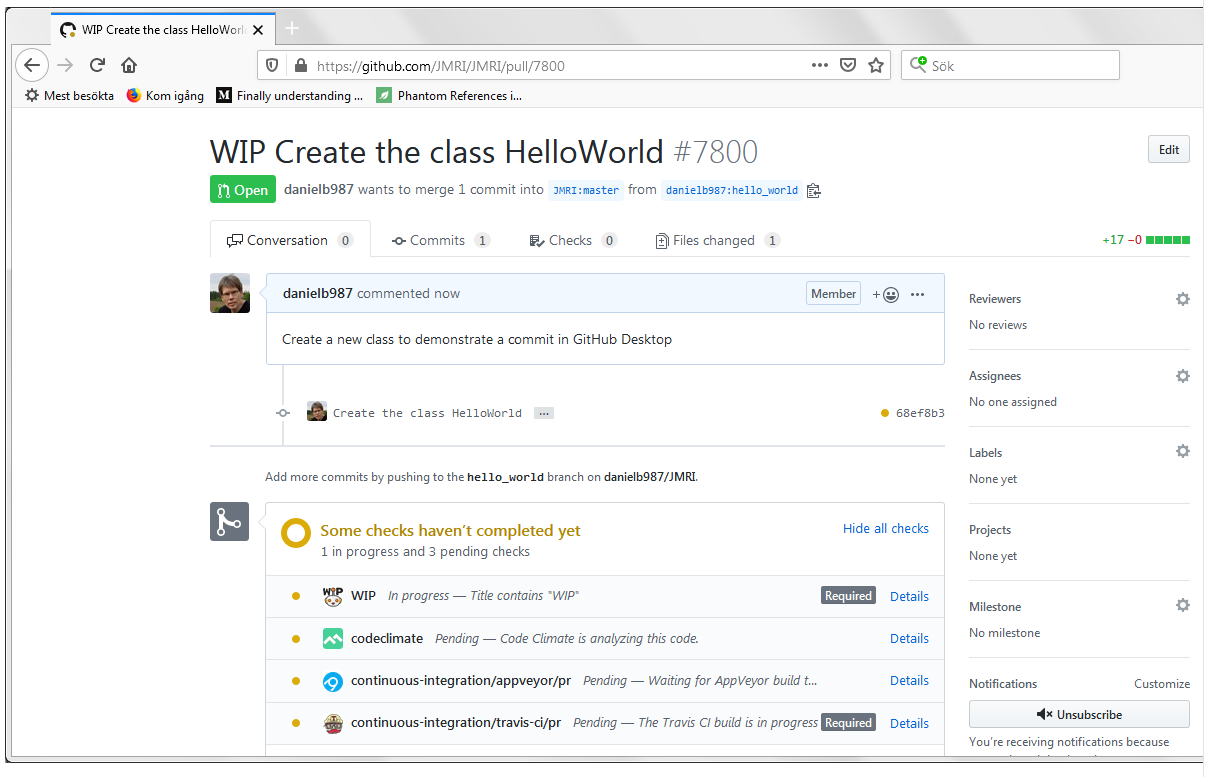 WIP Create the class HelloWorl
https://github.com/JMRI/JMRI/pull/7800
Sök
Mest besökta Kom igång M Finally understanding ... Phantom References i...
WIP Create the class HelloWorld #7800 Edit
Open danielb987 wants to merge 1 commit into JMRI:master from danielb987:hello_world
Conversation 0 Commits 1 Checks 0 Files changed 1 +17 −0
danielb987 commented now Member
Create a new class to demonstrate a commit in GitHub Desktop
Create the class HelloWorld ... 68ef8b3
Add more commits by pushing to the hello_world branch on danielb987/JMRI.
Some checks haven't completed yet Hide all checks
1 in progress and 3 pending checks
WIP WIP In progress — Title contains "WIP" Required Details
codeclimate Pending — Code Climate is analyzing this code. Details
continuous-integration/appveyor/pr Pending — Waiting for AppVeyor build t... Details
continuous-integration/travis-ci/pr Pending — The Travis CI build is in progress Required Details
Reviewers
No reviews
Assignees
No one assigned
Labels
None yet
Projects
None yet
Milestone
No milestone
Notifications Customize
Unsubscribe
You're receiving notifications because